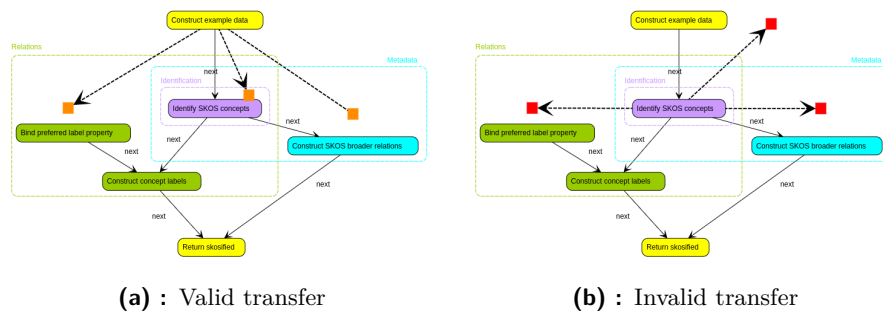 Construct example data
Relations
Metadata
next
Identification
Identify SKOS concepts
Bind preferred label property
next
next
next
Construct SKOS broader relations
Construct concept labels
next
next
Return skosified
(a) : Valid transfer
Construct example data
Relations
Metadata
next
Identification
Identify SKOS concepts
Bind preferred label property
next
next
next
Construct SKOS broader relations
Construct concept labels
next
next
Return skosified
(b) : Invalid transfer